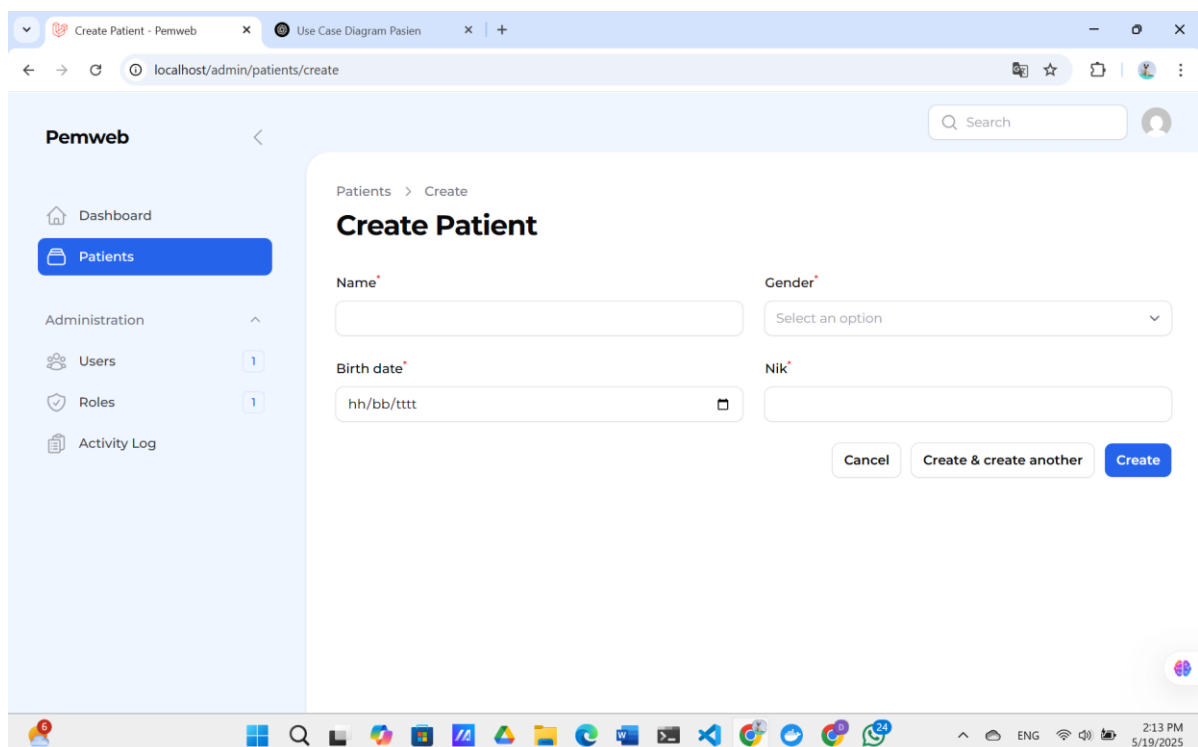 Create Patient - Pemweb
Use Case Diagram Pasien
localhost/admin/patients/create
Pemweb
Search
Patients > Create
Create Patient
Dashboard
Patients
Administration
Users 1
Roles 1
Activity Log
Name*
Gender*
Select an option
Birth date*
Nik*
hh/bb/tttt
Cancel
Create & create another
Create
6
24
D
ENG
2:13 PM
5/19/2025